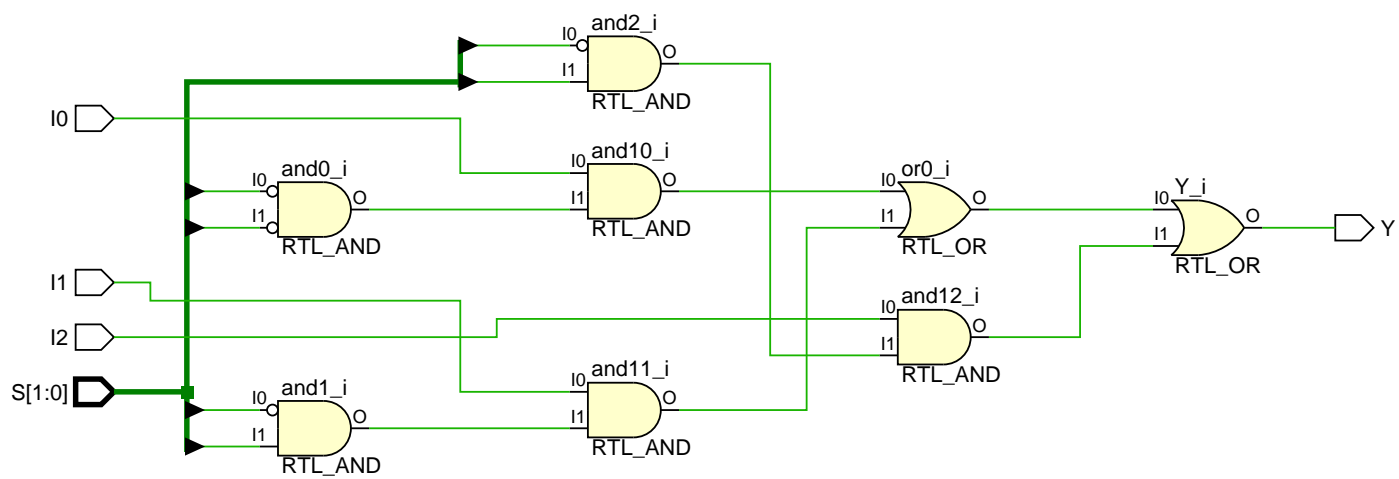 and2_i
I0
O
I1
RTL_AND
I0
and10_i
I0
O
I1
RTL_AND
and0_i
I0
O
I1
RTL_AND
or0_i
I0
O
I1
RTL_OR
Y_i
I0
O
I1
RTL_OR
Y
I1
I2
S[1:0]
and12_i
I0
O
I1
RTL_AND
and11_i
I0
O
I1
RTL_AND
and1_i
I0
O
I1
RTL_AND